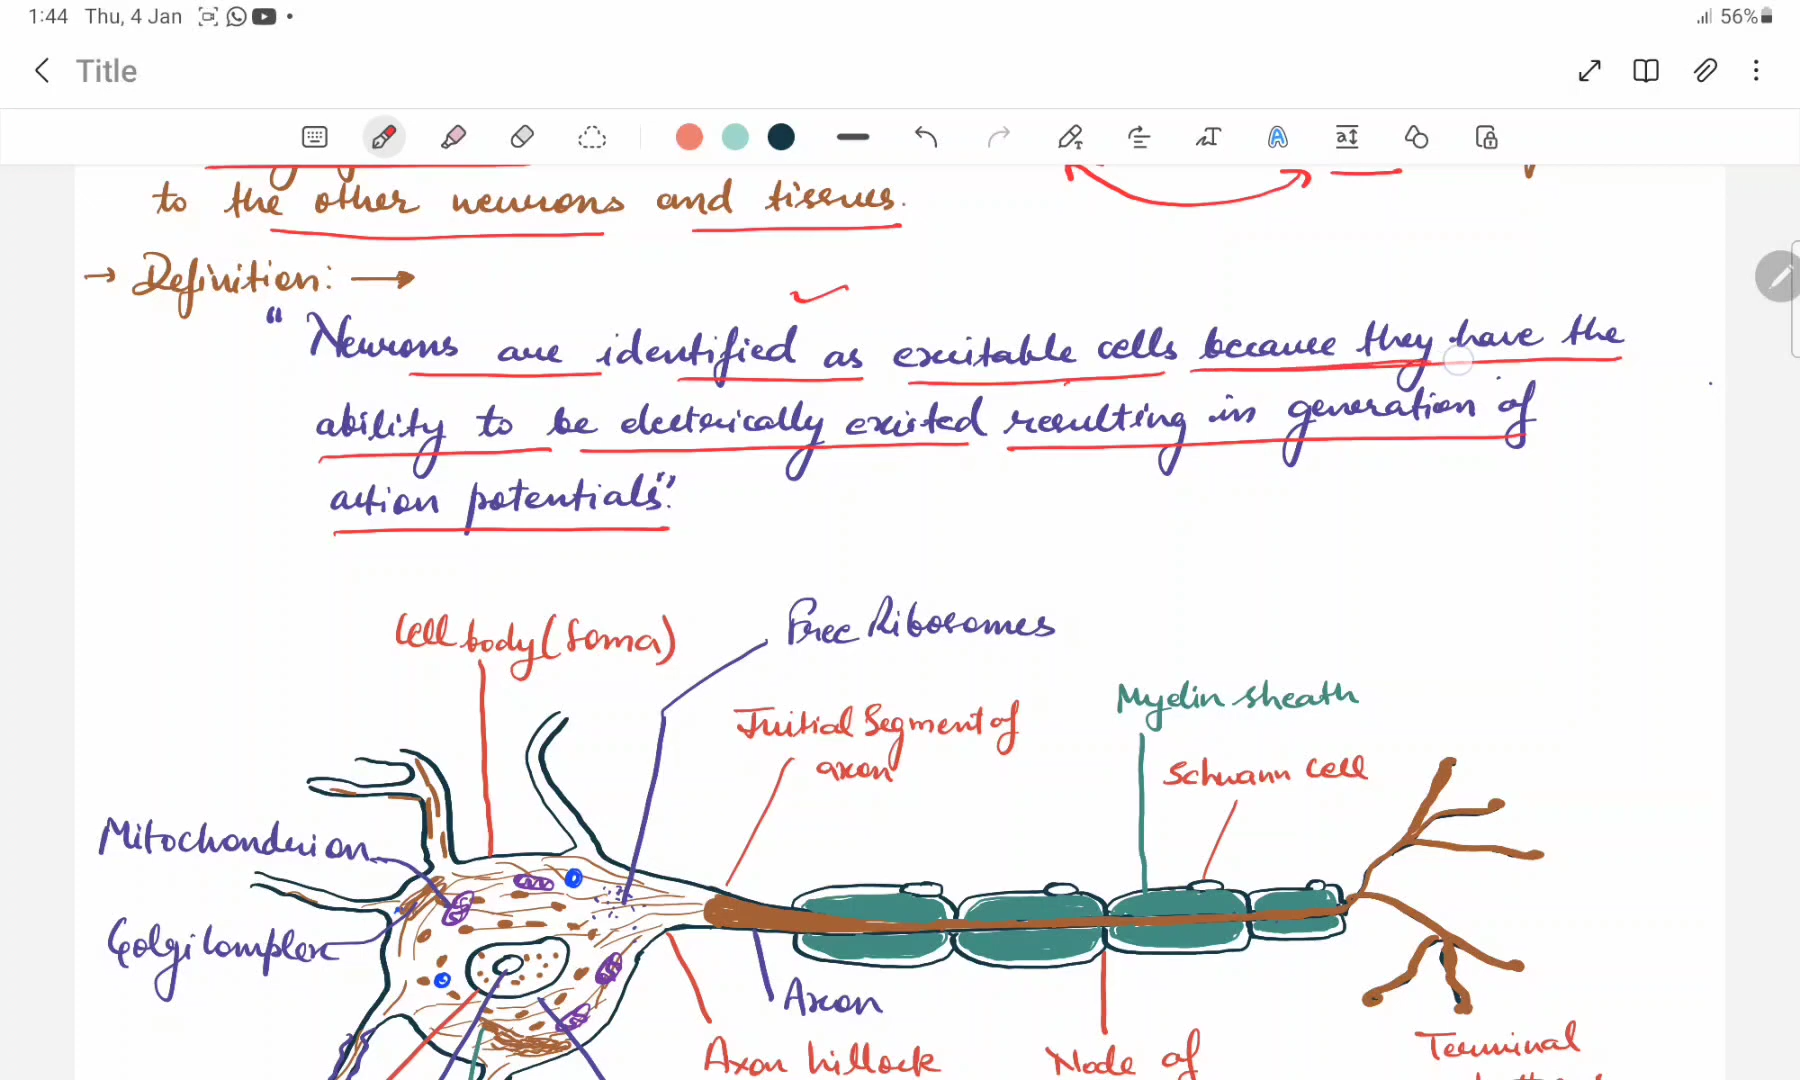 1:44 Thu, 4 Jan
56%
Title
to the other neurons and tissues.
→ Definition: →
"Neurons are identified as excitable cells because they have the
ability to be electrically excited resulting in generation of
action potentials".
Cell body (Soma)
Free Ribosomes
Initial Segment of
axon
Myelin sheath
Schwann cell
Mitochondrion
Golgi Complex
Axon
Axon hillock
Node of
Terminal